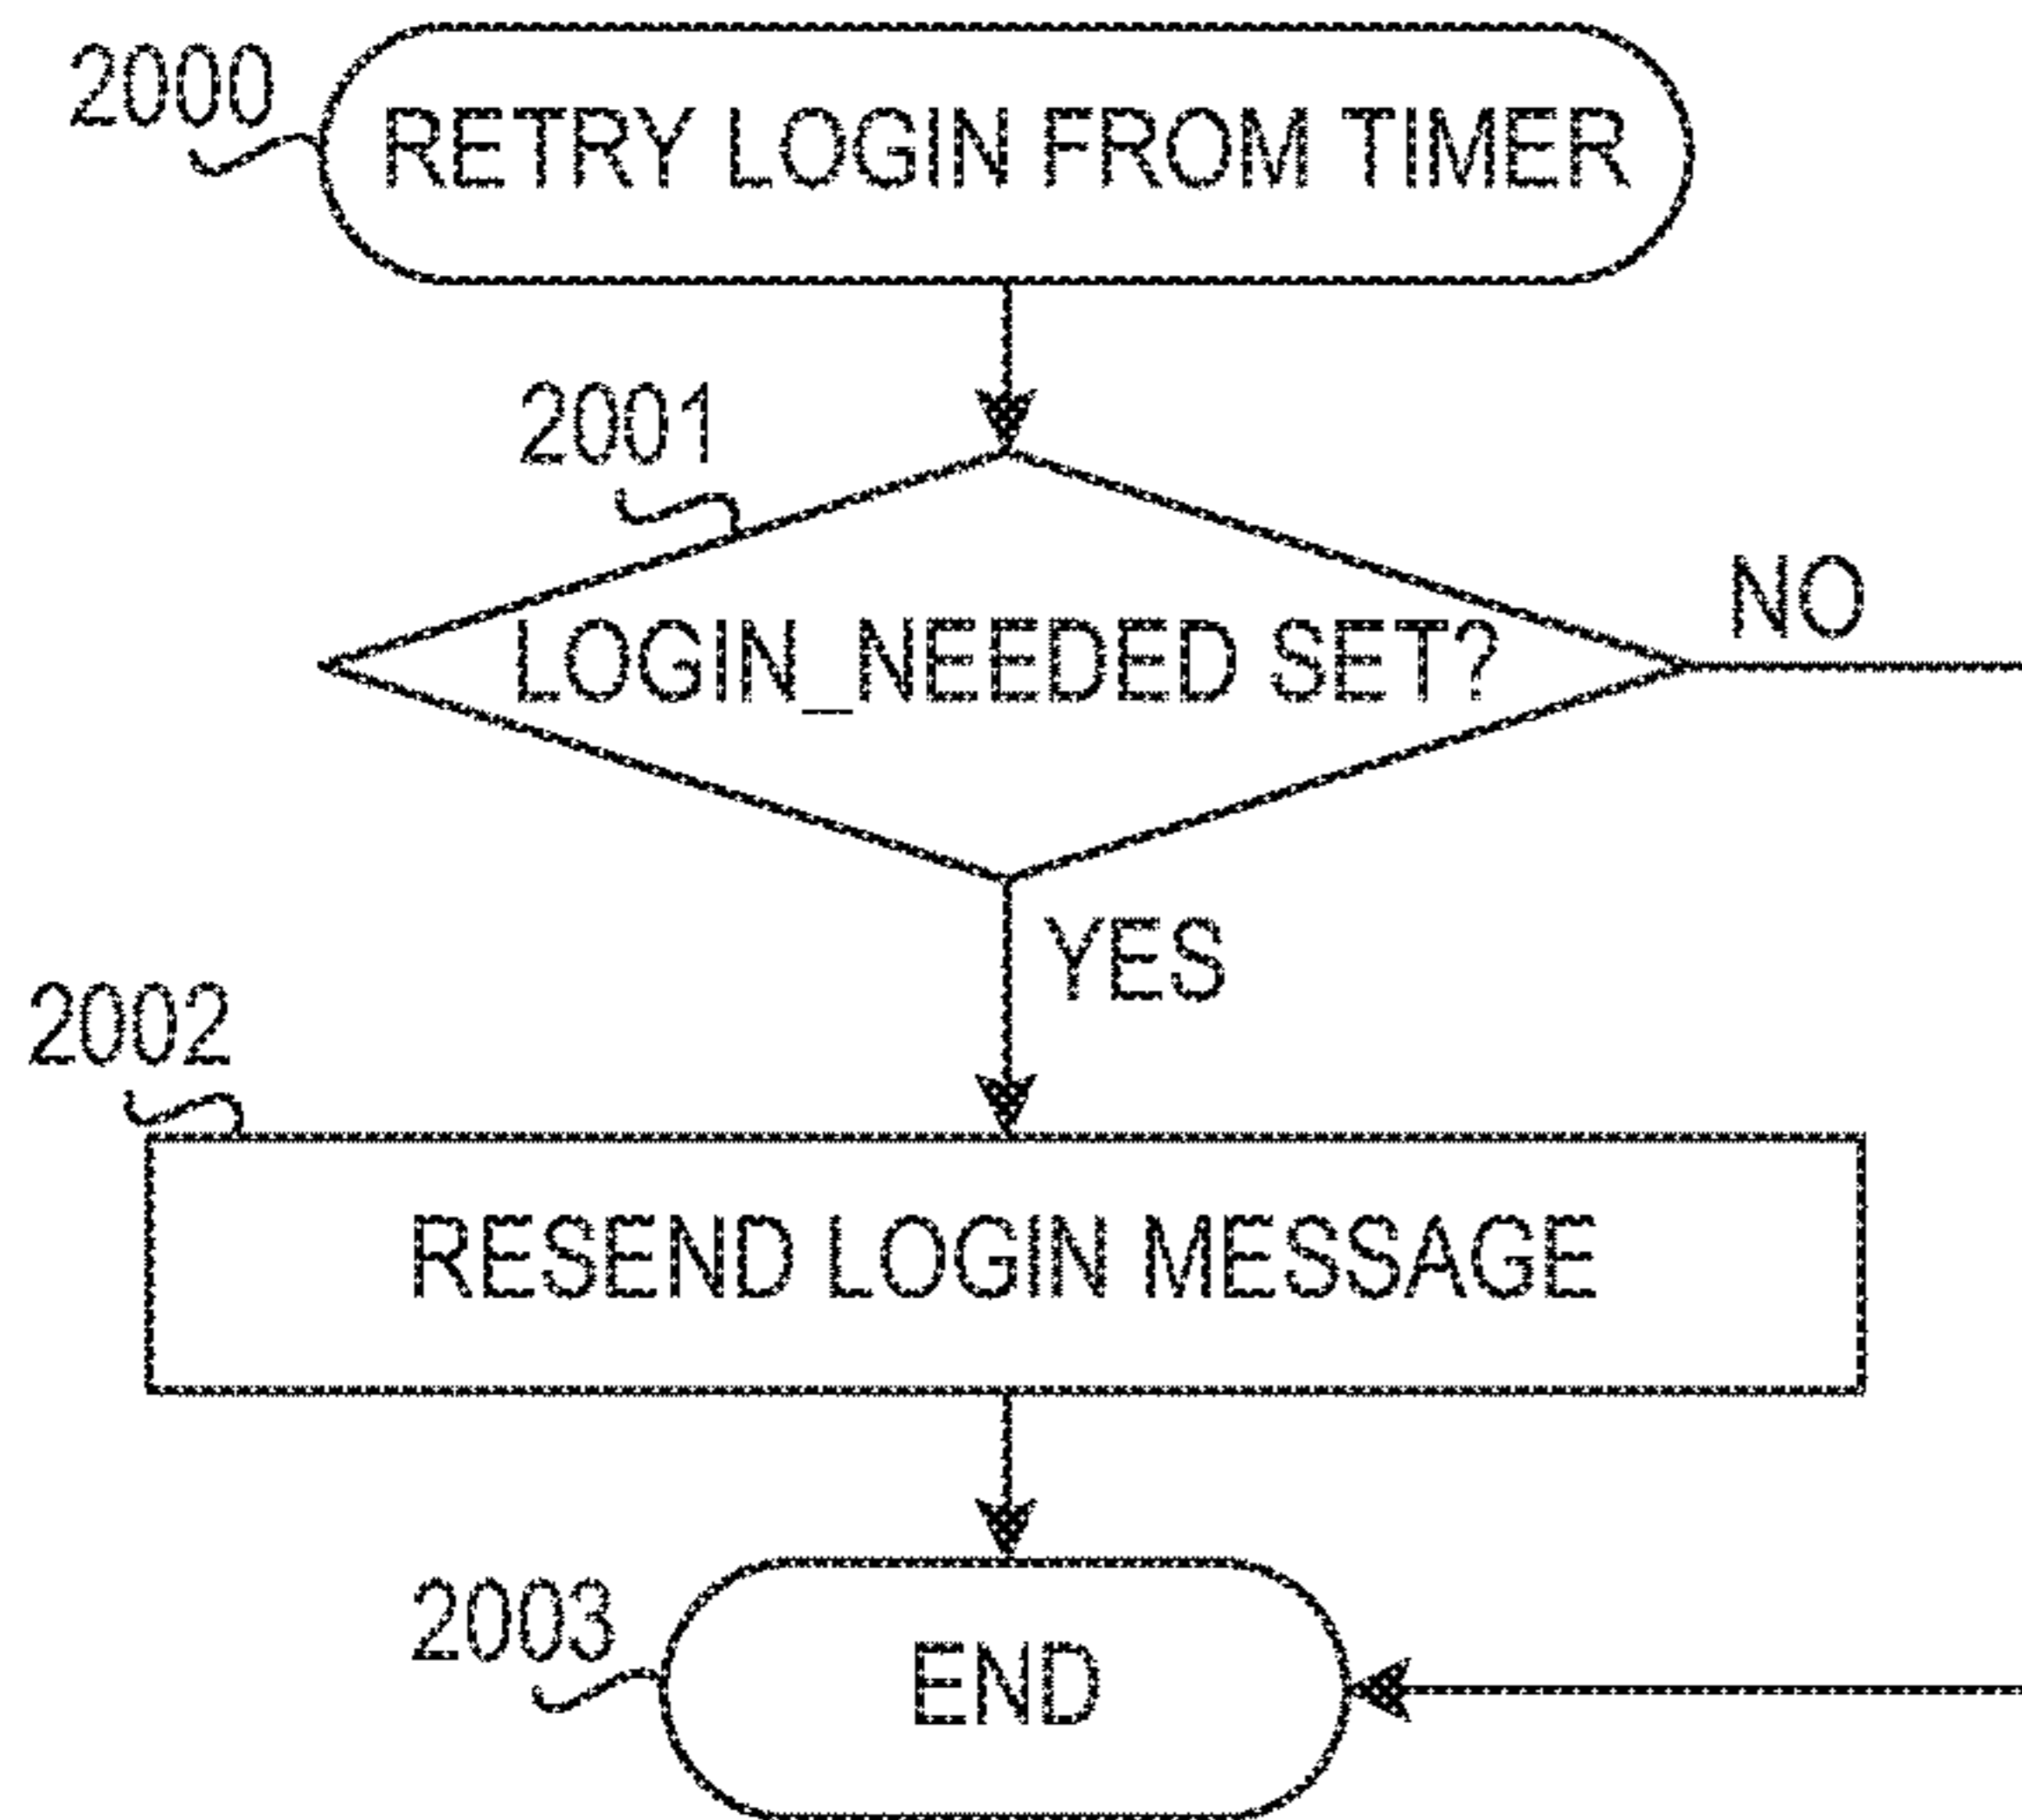 2000
RETRY LOGIN FROM TIMER
2001
LOGIN_NEEDED SET?
NO
YES
2002
RESEND LOGIN MESSAGE
2003
END